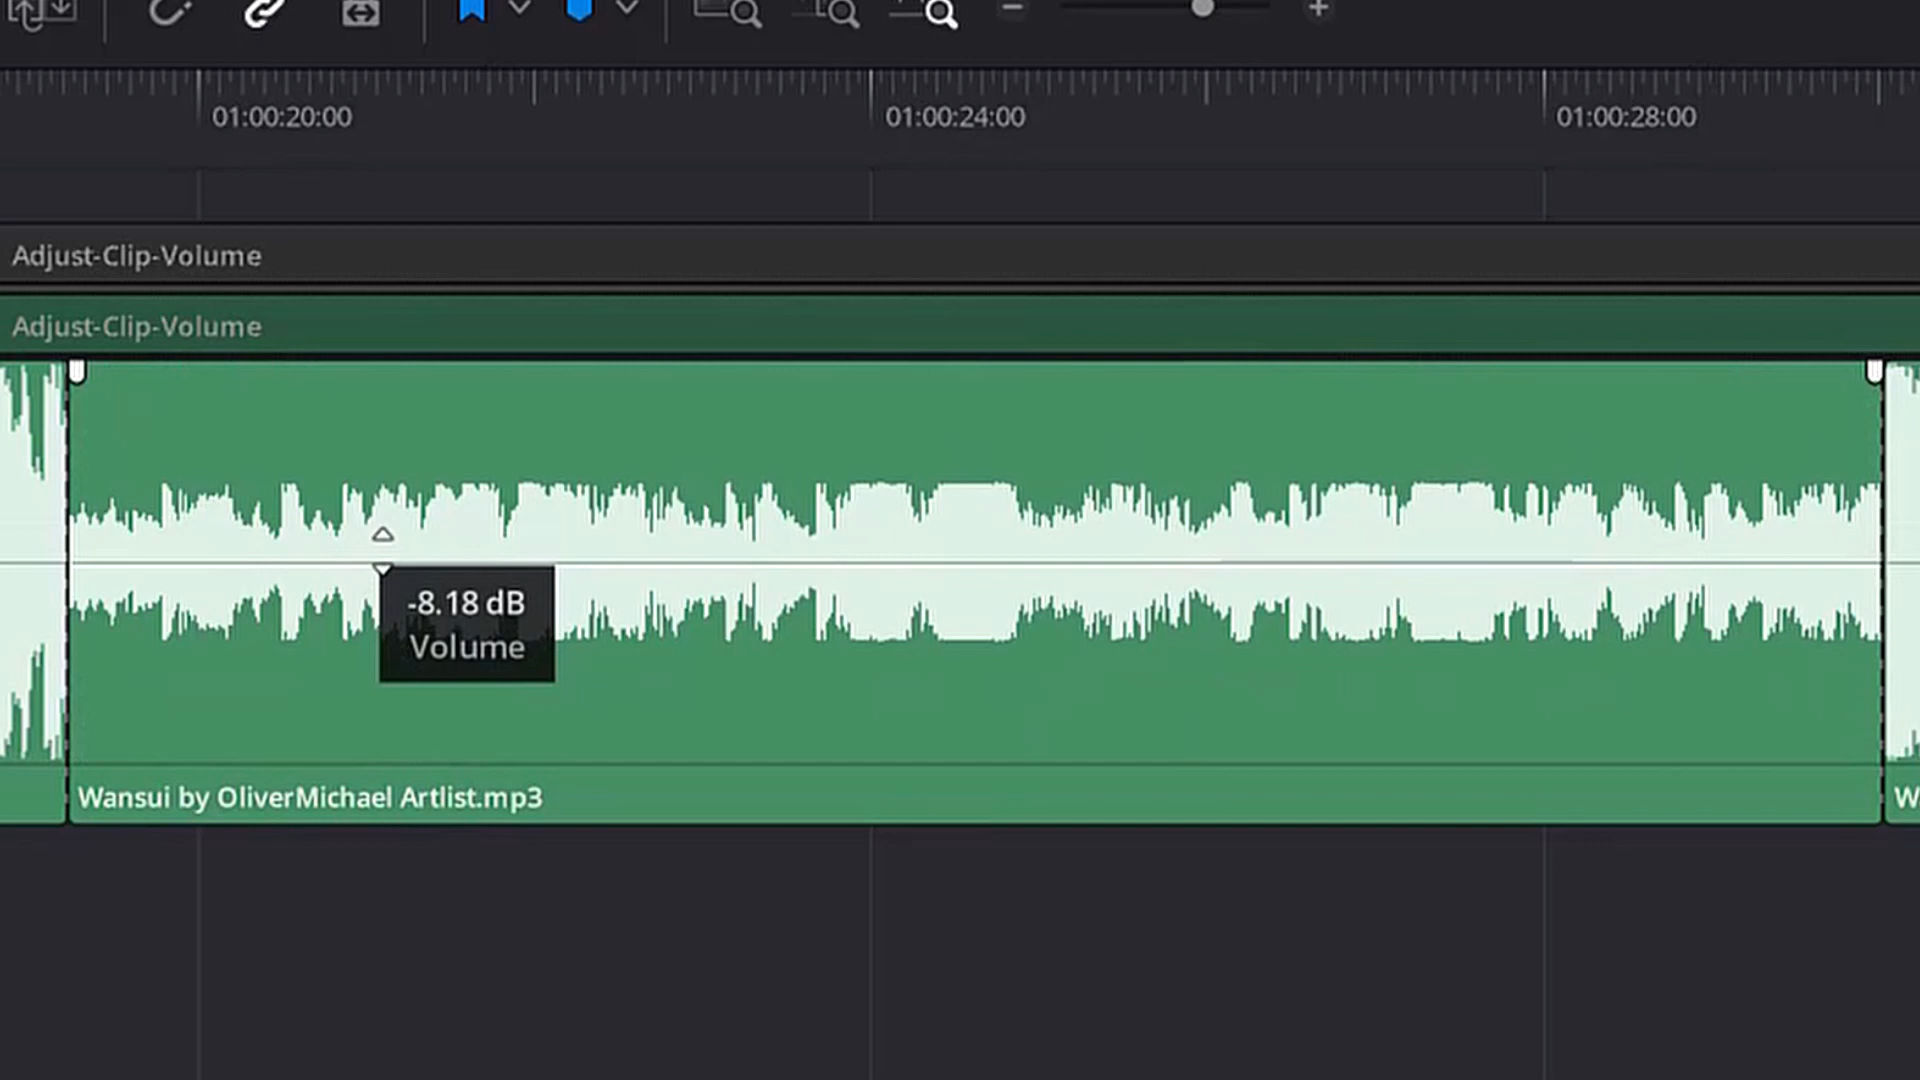 01:00:20:00
01:00:24:00
01:00:28:00
Adjust-Clip-Volume
Adjust-Clip-Volume
-8.18 dB
Volume
Wansui by OliverMichael Artlist.mp3
W